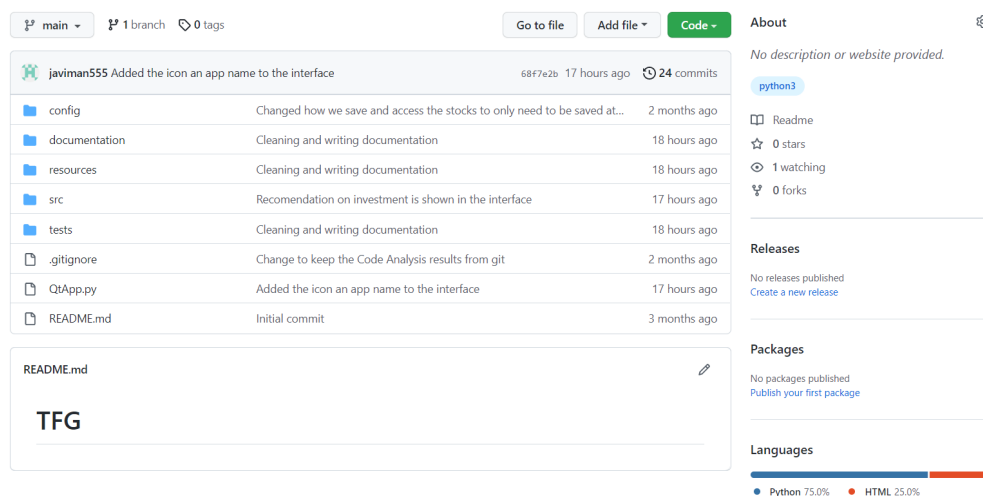 main 1 branch 0 tags Go to file Add file Code
javiman555 Added the icon an app name to the interface 68f7e2b 17 hours ago 24 commits
config Changed how we save and access the stocks to only need to be saved at... 2 months ago
documentation Cleaning and writing documentation 18 hours ago
resources Cleaning and writing documentation 18 hours ago
src Recomendation on investment is shown in the interface 17 hours ago
tests Cleaning and writing documentation 18 hours ago
.gitignore Change to keep the Code Analysis results from git 2 months ago
QtApp.py Added the icon an app name to the interface 17 hours ago
README.md Initial commit 3 months ago
README.md
TFG
About
No description or website provided.
python3
Readme
0 stars
1 watching
0 forks
Releases
No releases published
Create a new release
Packages
No packages published
Publish your first package
Languages
Python 75.0% HTML 25.0%